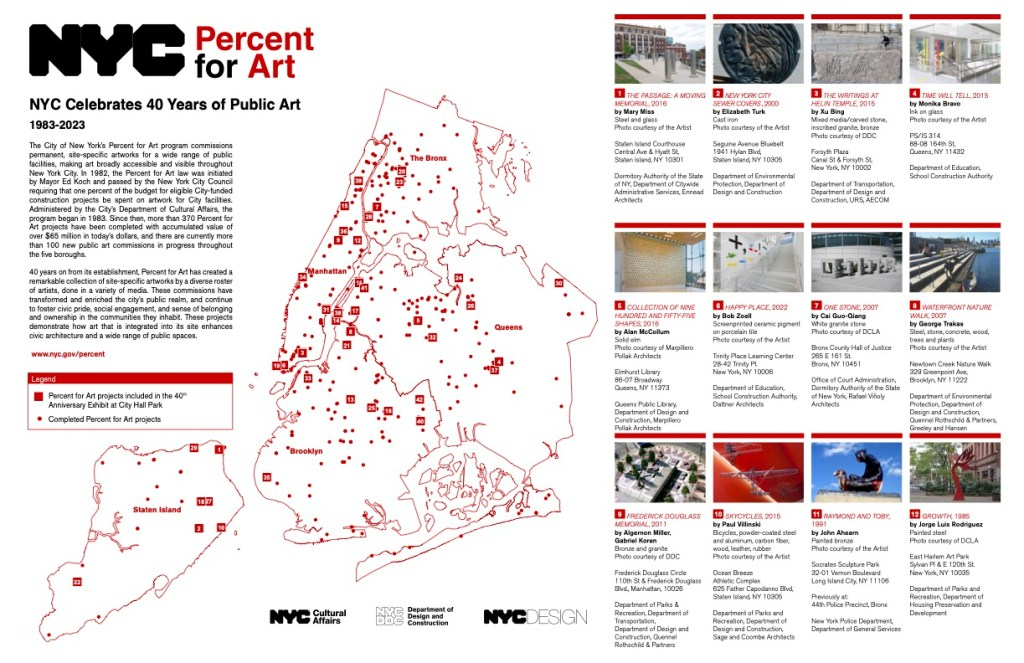 NYC Percent
for Art
NYC Celebrates 40 Years of Public Art
1983-2023
The City of New York's Percent for Art program commissions
permanent, site-specific artworks for a wide range of public
facilities, making art broadly accessible and visible throughout
New York City. In 1982, the Percent for Art law was initiated
by Mayor Ed Koch and passed by the New York City Council
requiring that one percent of the budget for eligible City-funded
construction projects be spent on artwork for City facilities.
Administered by the City's Department of Cultural Affairs, the
program began in 1983. Since then, more than 370 Percent for
Art projects have been completed with accumulated value of
over $65 million in today's dollars, and there are currently more
than 100 new public art commissions in progress throughout
the five boroughs.
40 years on from its establishment, Percent for Art has created a
remarkable collection of site-specific artworks by a diverse roster
of artists, done in a variety of media. These commissions have
transformed and enriched the city's public realm, and continue
to foster civic pride, social engagement, and sense of belonging
and ownership in the communities they inhabit. These projects
demonstrate how art that is integrated into its site enhances
civic architecture and a wide range of public spaces.
www.nyc.gov/percent
Legend
Percent for Art projects included in the 40th
Anniversary Exhibit at City Hall Park
Completed Percent for Art projects
The Bronx
Manhattan
Queens
Brooklyn
Staten Island
NYC Cultural
Affairs
NYC
DDC
Department of
Design and
Construction
NYCDESIGN
1 THE PASSAGE: A MOVING
MEMORIAL, 2016
by Mary Miss
Steel and glass
Photo courtesy of the Artist
Staten Island Courthouse
Central Ave & Hyatt St,
Staten Island, NY 10301
Dormitory Authority of the State
of NY, Department of Citywide
Administrative Services, Ennead
Architects
2 NEW YORK CITY
SEWER COVERS, 2000
by Elizabeth Turk
Cast iron
Photo courtesy of the Artist
Seguine Avenue Bluebelt
1941 Hylan Blvd,
Staten Island, NY 10305
Department of Environmental
Protection, Department of
Design and Construction
3 THE WRITINGS AT
HELIN TEMPLE, 2015
by Xu Bing
Mixed media/carved stone,
inscribed granite, bronze
Photo courtesy of DDC
Forsyth Plaza
Canal St & Forsyth St,
New York, NY 10002
Department of Transportation,
Department of Design and
Construction, URS, AECOM
4 TIME WILL TELL, 2015
by Monika Bravo
Ink on glass
Photo courtesy of the Artist
PS/IS 314
88-08 164th St,
Queens, NY 11432
Department of Education,
School Construction Authority
5 COLLECTION OF NINE
HUNDRED AND FIFTY-FIVE
SHAPES, 2016
by Alan McCollum
Solid elm
Photo courtesy of Marpillero
Pollak Architects
Elmhurst Library
86-07 Broadway
Queens, NY 11373
Queens Public Library,
Department of Design and
Construction, Marpillero
Pollak Architects
6 HAPPY PLACE, 2022
by Bob Zoell
Screenprinted ceramic pigment
on porcelain tile
Photo courtesy of the Artist
Trinity Place Learning Center
28-42 Trinity Pl.
New York, NY 10006
Department of Education,
School Construction Authority,
Dattner Architects
7 ONE STONE, 2007
by Cai Guo-Qiang
White granite stone
Photo courtesy of DCLA
Bronx County Hall of Justice
265 E 161 St.
Bronx, NY 10451
Office of Court Administration,
Dormitory Authority of the State
of New York, Rafael Viñoly
Architects
8 WATERFRONT NATURE
WALK, 2007
by George Trakas
Steel, stone, concrete, wood,
trees and plants
Photo courtesy of the Artist
Newtown Creek Nature Walk
329 Greenpoint Ave,
Brooklyn, NY 11222
Department of Environmental
Protection, Department of
Design and Construction,
Quennel Rothschild & Partners,
Greeley and Hansen
9 FREDERICK DOUGLASS
MEMORIAL, 2011
by Algernon Miller,
Gabriel Koren
Bronze and granite
Photo courtesy of DDC
Frederick Douglass Circle
110th St & Frederick Douglass
Blvd., Manhattan, 10026
Department of Parks &
Recreation, Department of
Transportation,
Department of Design and
Construction, Quennel
Rothschild & Partners
10 SKYCYCLES, 2015
by Paul Villinski
Bicycles, powder-coated steel
and aluminum, carbon fiber,
wood, leather, rubber
Photo courtesy of the Artist
Ocean Breeze
Athletic Complex
625 Father Capodanno Blvd,
Staten Island, NY 10305
Department of Parks and
Recreation, Department of
Design and Construction,
Sage and Coombe Architects
11 RAYMOND AND TOBY,
1991
by John Ahearn
Painted bronze
Photo courtesy of the Artist
Socrates Sculpture Park
32-01 Vernon Boulevard
Long Island City, NY 11106
Previously at:
44th Police Precinct, Bronx
New York Police Department,
Department of General Services
12 GROWTH, 1985
by Jorge Luis Rodriguez
Painted steel
Photo courtesy of DCLA
East Harlem Art Park
Sylvan Pl & E 120th St.
New York, NY 10035
Department of Parks and
Recreation, Department of
Housing Preservation and
Development